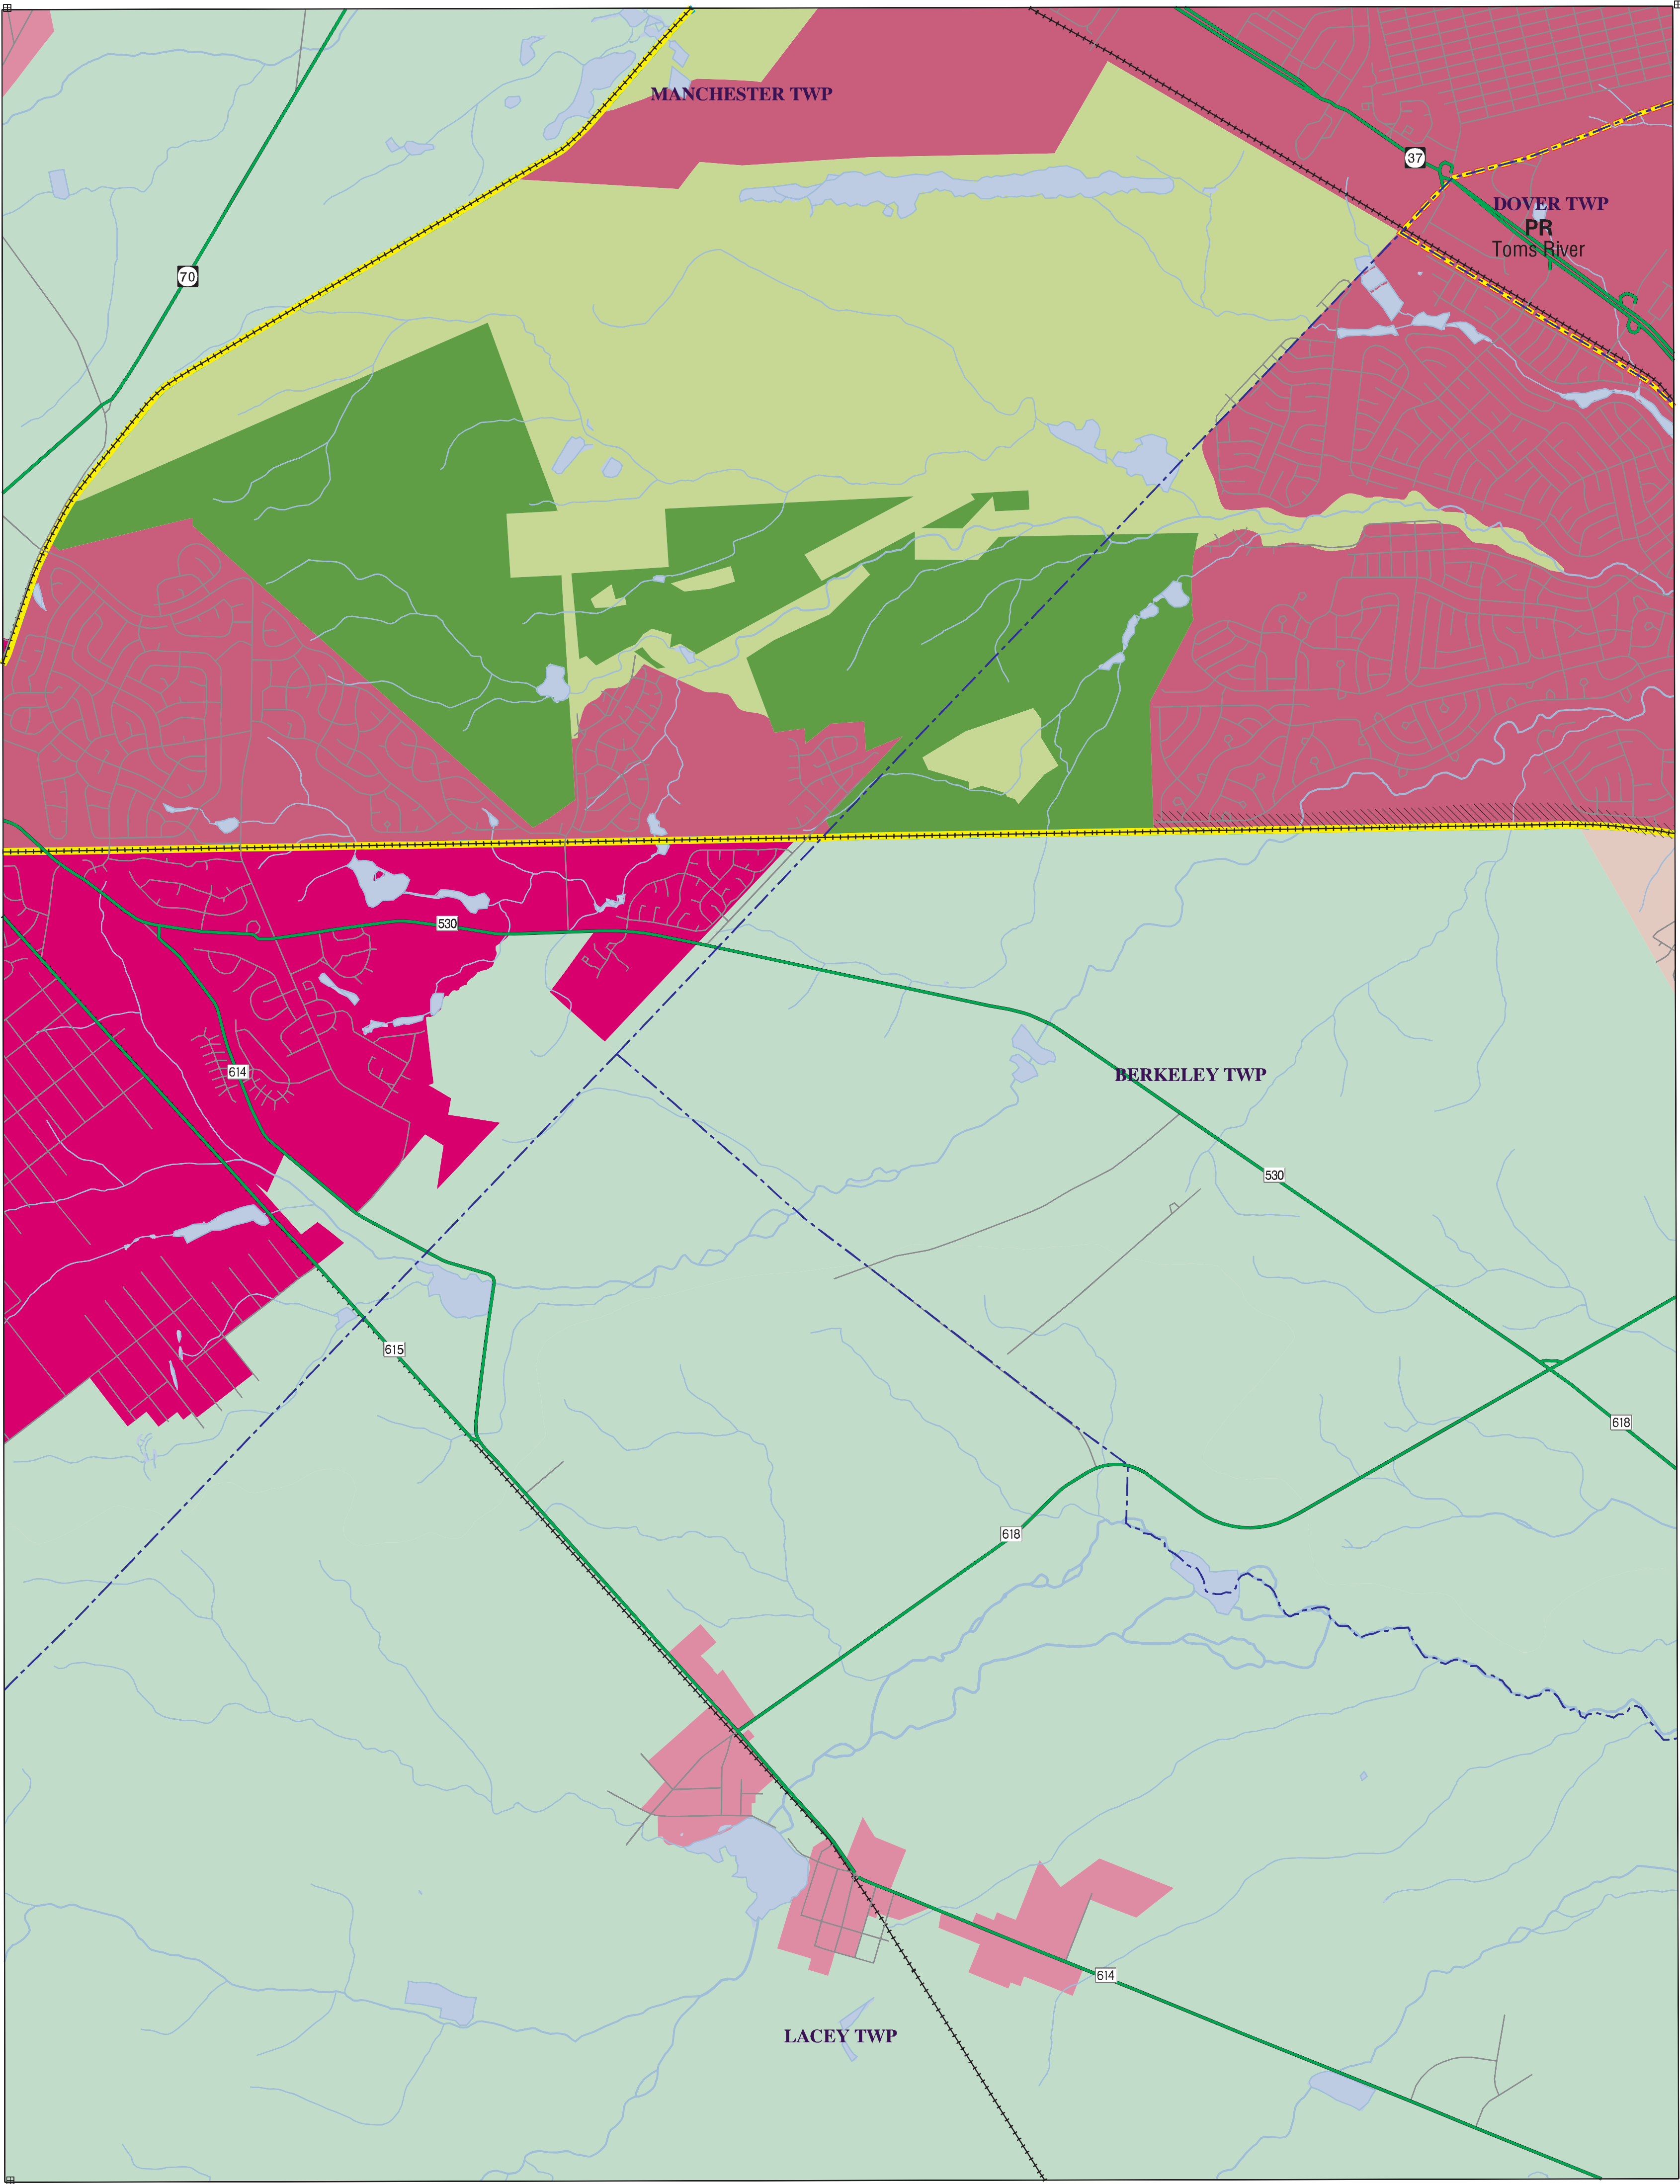 MANCHESTER TWP
37
DOVER TWP
PR
Toms River
70
530
614
BERKELEY TWP
530
615
618
618
614
LACEY TWP